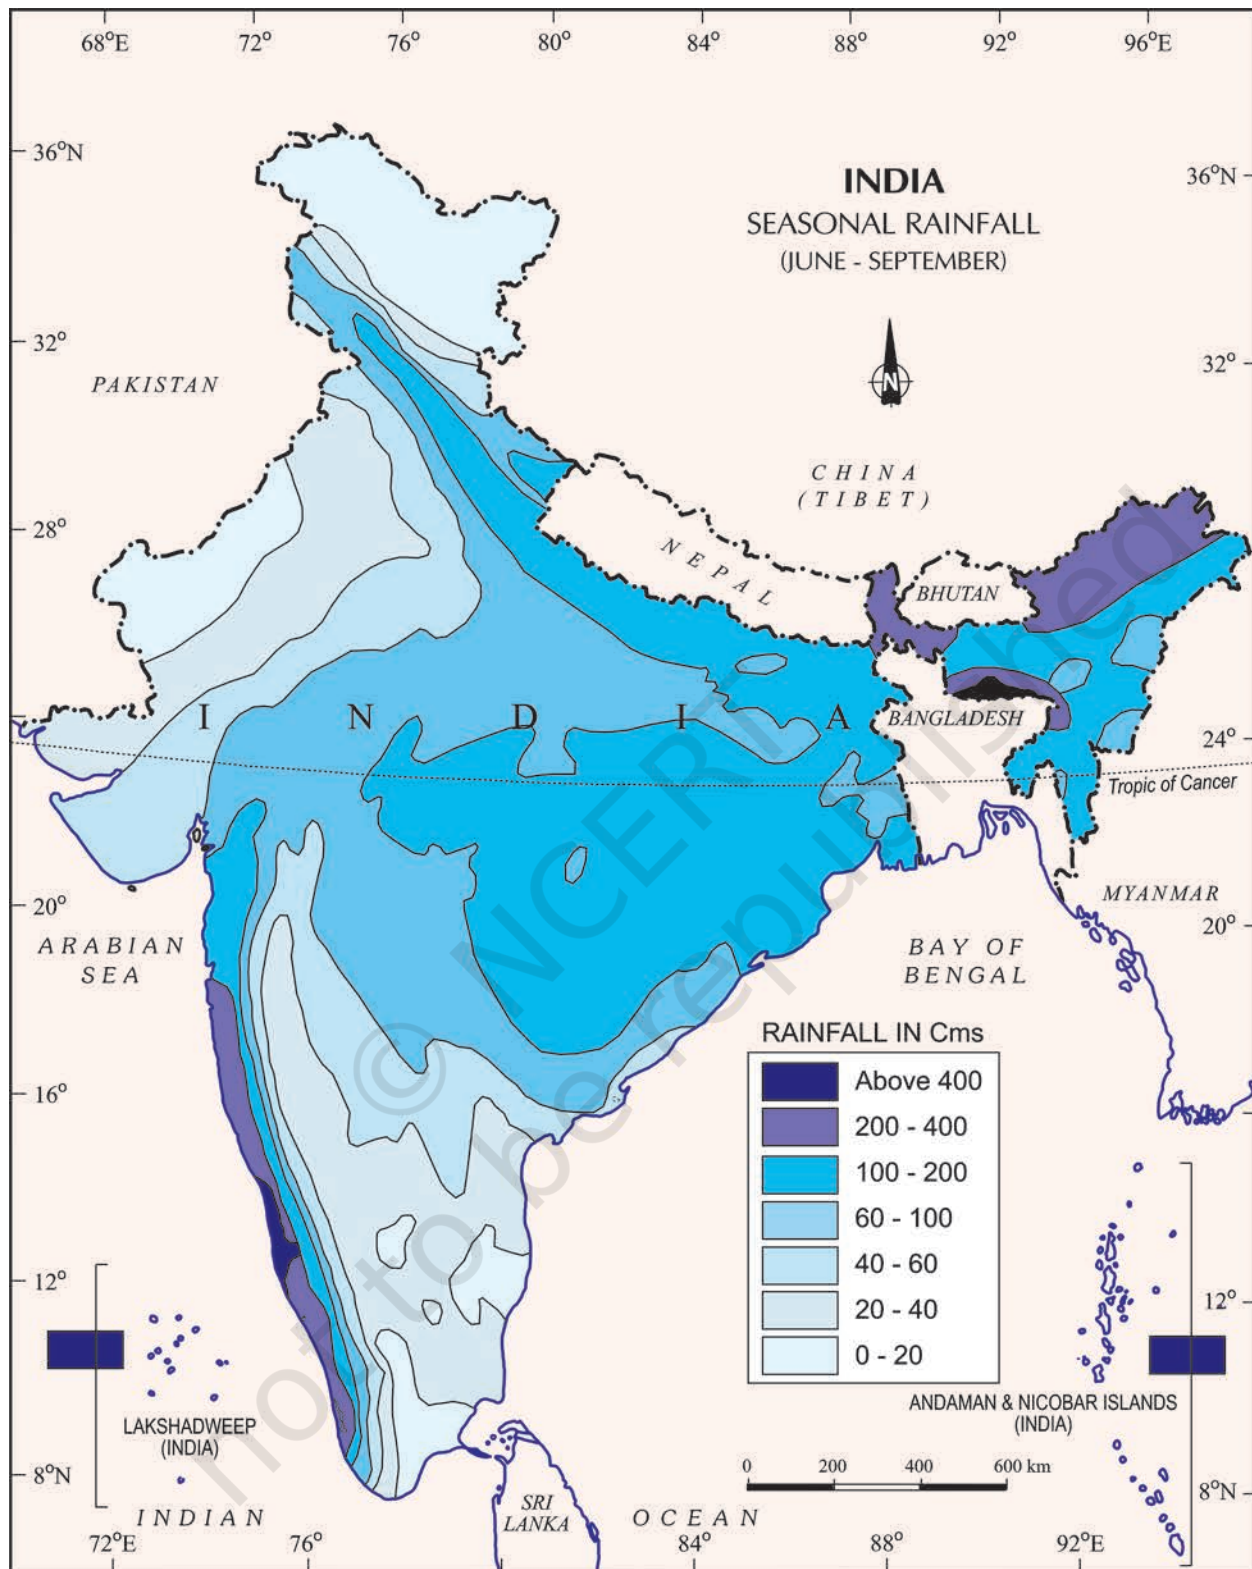 68°E 72° 76° 80° 84° 88° 92° 96°E
36°N
36°N
INDIA
SEASONAL RAINFALL
(JUNE - SEPTEMBER)
N
32°
32°
PAKISTAN
CHINA
(TIBET)
28°
28°
NEPAL
BHUTAN
I N D I A
BANGLADESH
24°
Tropic of Cancer
MYANMAR
20°
20°
ARABIAN
SEA
BAY OF
BENGAL
© NCERT
not to be republished
RAINFALL IN Cms
Above 400
200 - 400
100 - 200
60 - 100
40 - 60
20 - 40
0 - 20
16°
12°
12°
LAKSHADWEEP
(INDIA)
ANDAMAN & NICOBAR ISLANDS
(INDIA)
0 200 400 600 km
8°N
8°N
SRI
LANKA
INDIAN OCEAN
72°E 76° 84° 88° 92°E